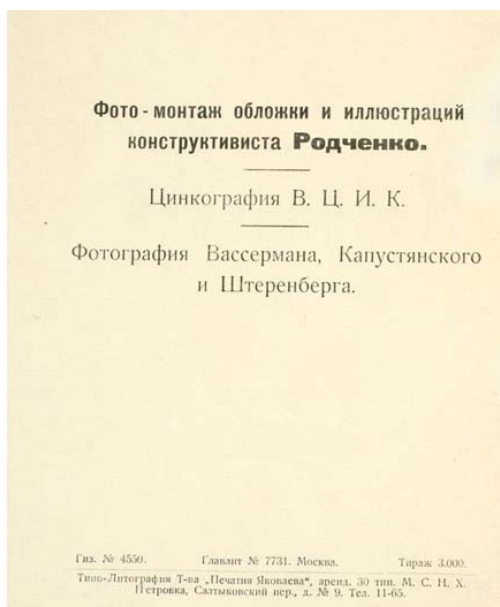 Фото-монтаж обложки и иллюстраций
конструктивиста Родченко.
Цинкография В. Ц. И. К.
Фотография Вассермана, Капустянского
и Штеренберга.
Гиз. № 4550. Главлит № 7731. Москва. Тираж 3.000.
Типо-Литография Т-ва „Печатня Яковлева“, аренд. 30 тип. М. С. Н. Х.
Петровка, Салтыковский пер., д. № 9. Тел. 11-65.